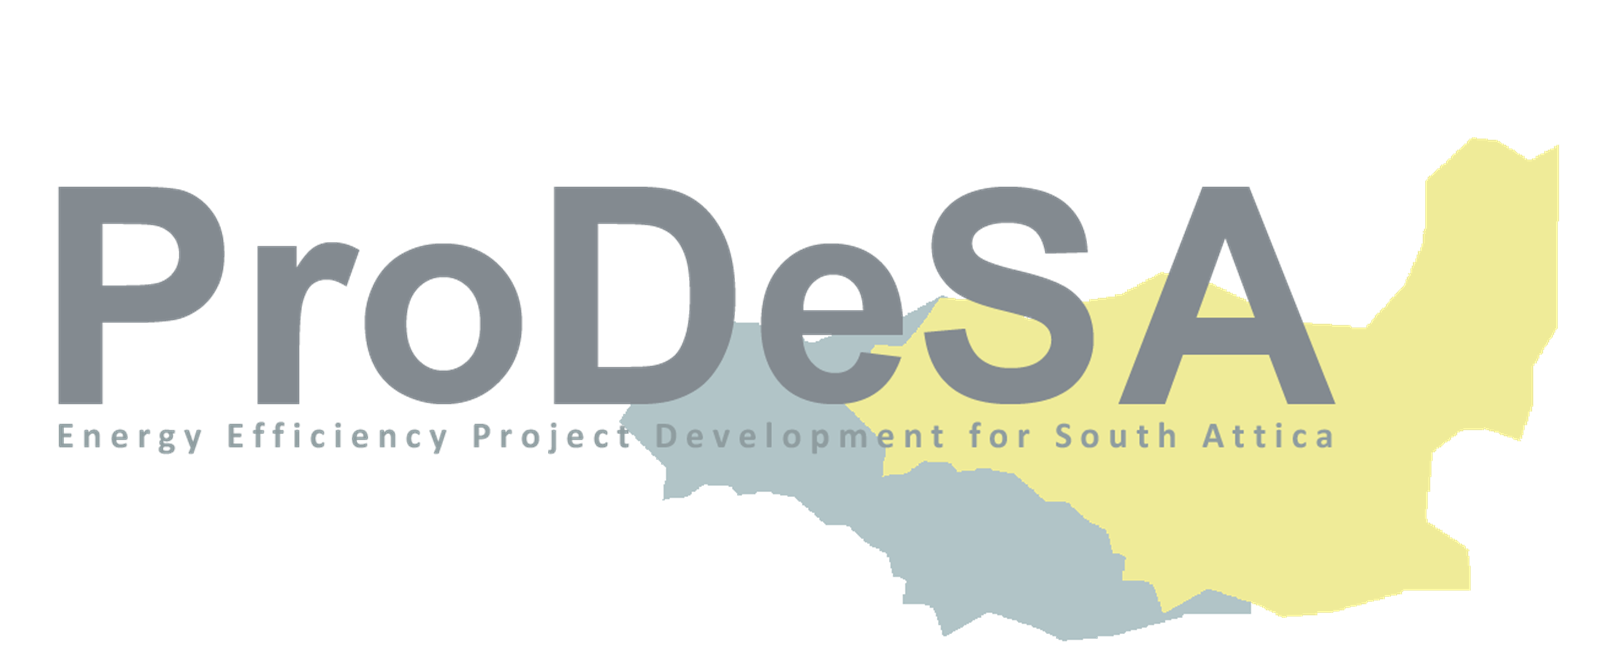 ProDeSA
Energy Efficiency Project Development for South Attica